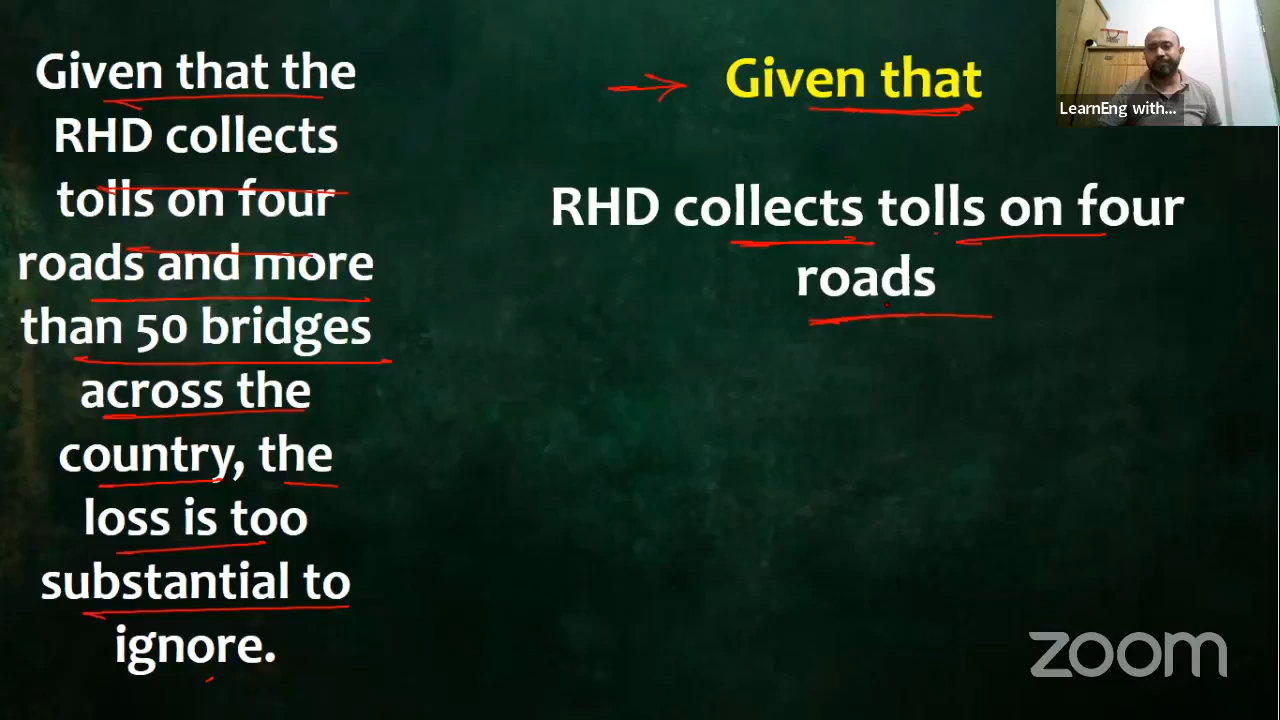 Given that the
RHD collects
tolls on four
roads and more
than 50 bridges
across the
country, the
loss is too
substantial to
ignore.
Given that
RHD collects tolls on four
roads
LearnEng with...
zoom